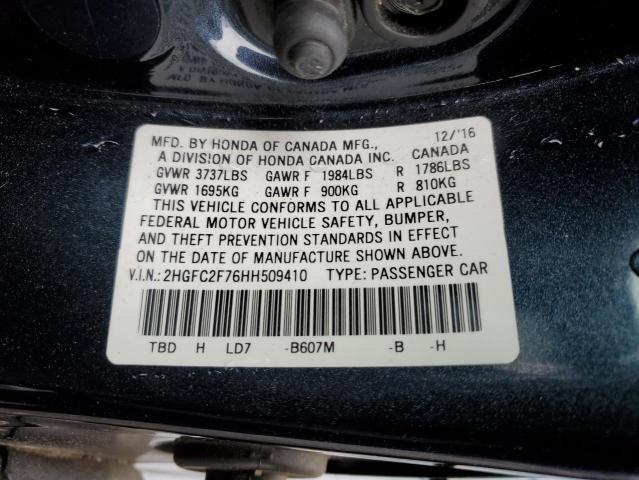 MFD. BY HONDA OF CANADA MFG., 12/'16
A DIVISION OF HONDA CANADA INC. CANADA
GVWR 3737LBS GAWR F 1984LBS R 1786LBS
GVWR 1695KG GAWR F 900KG R 810KG
THIS VEHICLE CONFORMS TO ALL APPLICABLE
FEDERAL MOTOR VEHICLE SAFETY, BUMPER,
AND THEFT PREVENTION STANDARDS IN EFFECT
ON THE DATE OF MANUFACTURE SHOWN ABOVE.
V.I.N.: 2HGFC2F76HH509410 TYPE: PASSENGER CAR
TBD H LD7 -B607M -B -H